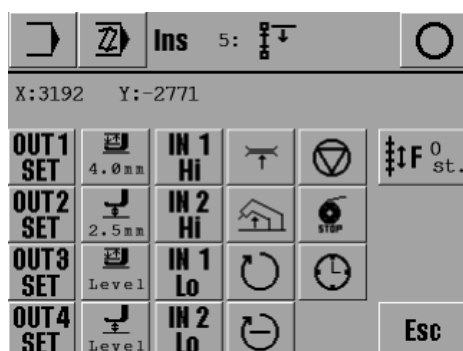 Ins 5:
X:3192 Y:-2771
OUT1 SET
4.0mm
IN 1 Hi
F 0 st.
OUT2 SET
2.5mm
IN 2 Hi
STOP
OUT3 SET
Level
IN 1 Lo
OUT4 SET
Level
IN 2 Lo
Esc